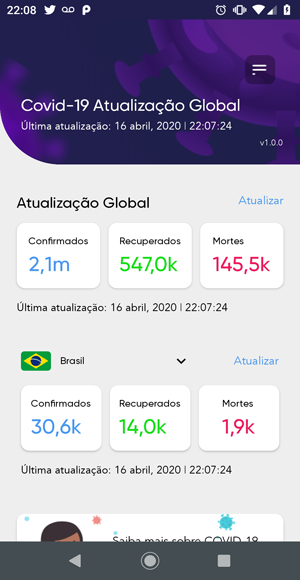 22:08
Covid-19 Atualização Global
Última atualização: 16 abril, 2020 | 22:07:24
v1.0.0
Atualização Global
Atualizar
Confirmados Recuperados Mortes
2,1m 547,0k 145,5k
Última atualização: 16 abril, 2020 | 22:07:24
Brasil Atualizar
Confirmados Recuperados Mortes
30,6k 14,0k 1,9k
Última atualização: 16 abril, 2020 | 22:07:24
Saiba mais sobre COVID-19